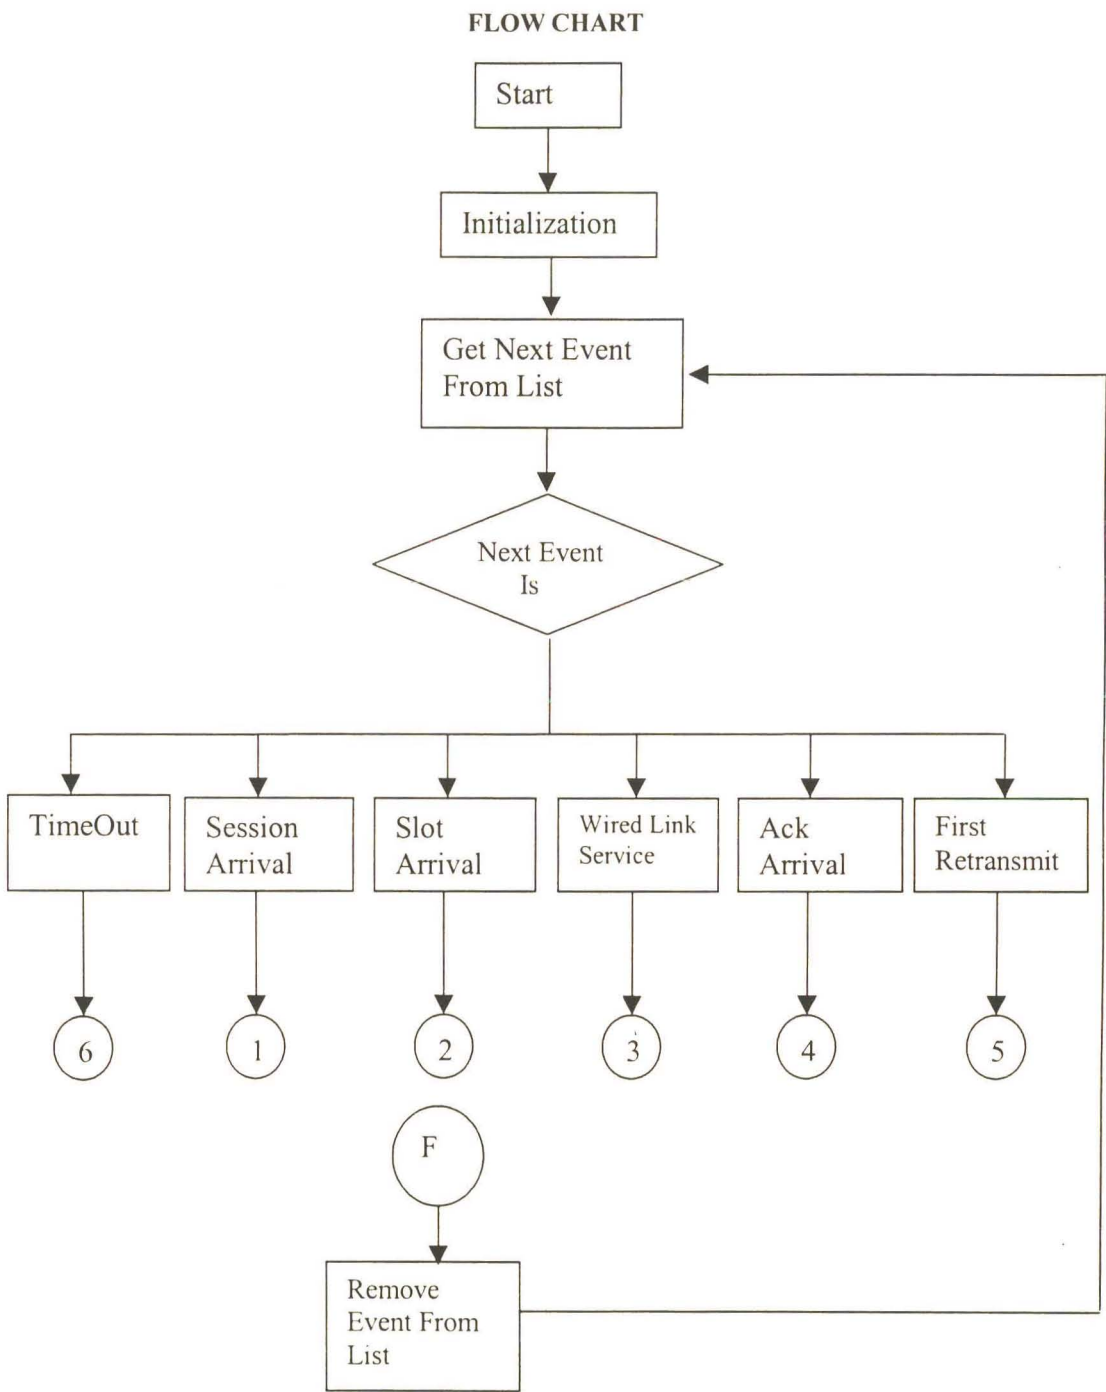 FLOW CHART
Start
Initialization
Get Next Event
From List
Next Event
Is
TimeOut
Session
Arrival
Slot
Arrival
Wired Link
Service
Ack
Arrival
First
Retransmit
6
1
2
3
4
5
F
Remove
Event From
List